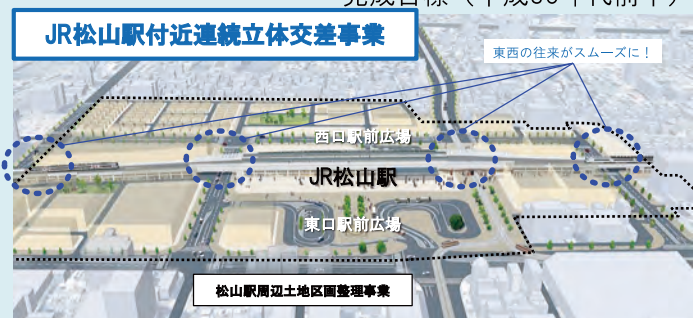 JR松山駅付近連続立体交差事業
東西の往来がスムーズに！
西口駅前広場
JR松山駅
東口駅前広場
松山駅周辺土地区画整理事業